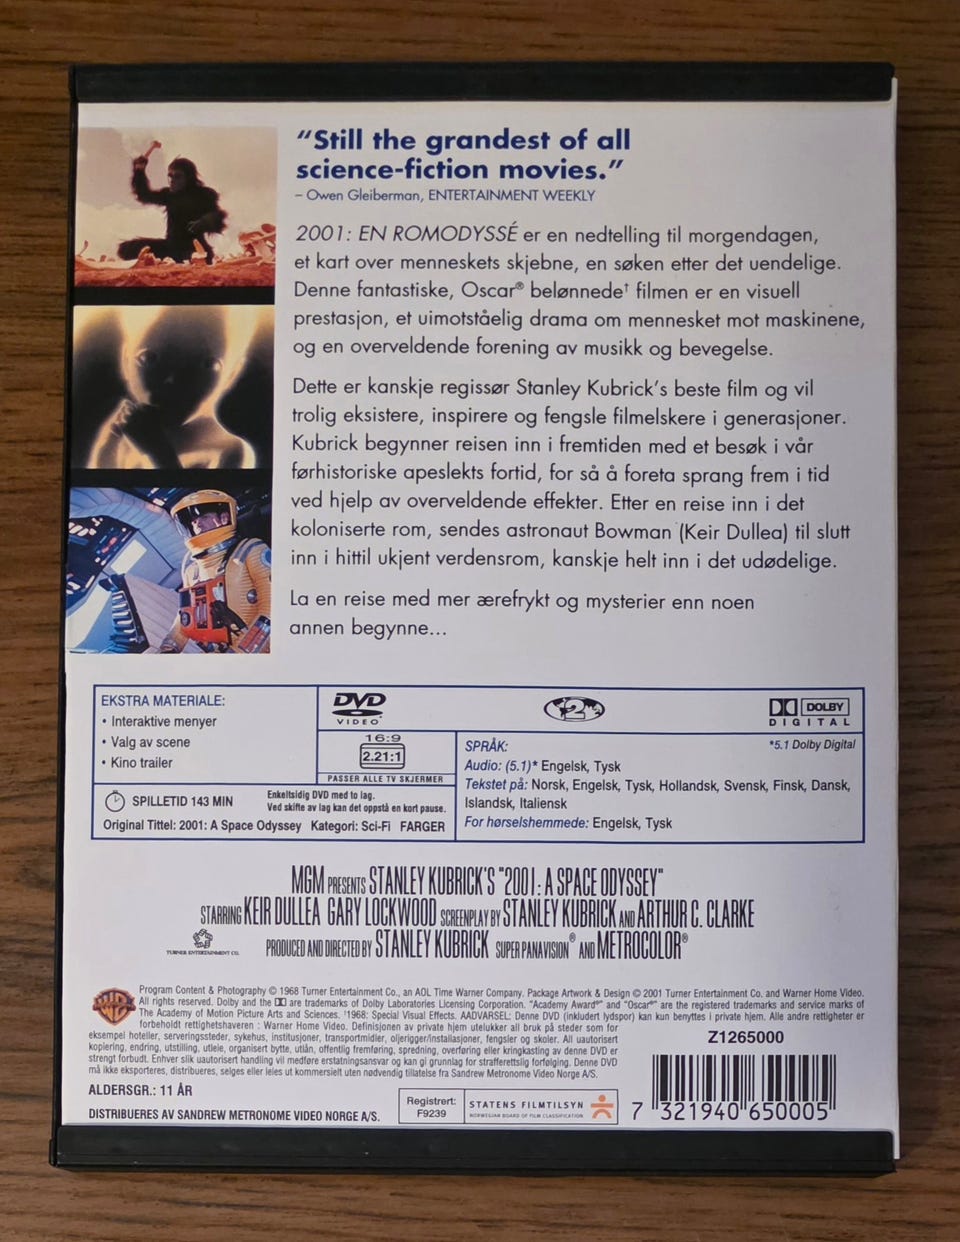 “Still the grandest of all
science-fiction movies.”
– Owen Gleiberman, ENTERTAINMENT WEEKLY
2001: EN ROMODYSSÉ er en nedtelling til morgendagen,
et kart over menneskets skjebne, en søken etter det uendelige.
Denne fantastiske, Oscar® belønnede† filmen er en visuell
prestasjon, et uimotståelig drama om mennesket mot maskinene,
og en overveldende forening av musikk og bevegelse.
Dette er kanskje regissør Stanley Kubrick's beste film og vil
trolig eksistere, inspirere og fengsle filmelskere i generasjoner.
Kubrick begynner reisen inn i fremtiden med et besøk i vår
førhistoriske apeslekts fortid, for så å foreta sprang frem i tid
ved hjelp av overveldende effekter. Etter en reise inn i det
koloniserte rom, sendes astronaut Bowman (Keir Dullea) til slutt
inn i hittil ukjent verdensrom, kanskje helt inn i det udødelige.
La en reise med mer ærefrykt og mysterier enn noen
annen begynne...
EKSTRA MATERIALE:
• Interaktive menyer
• Valg av scene
• Kino trailer
DVD
VIDEO
2
DOLBY
DIGITAL
16:9
2.21:1
PASSER ALLE TV SKJERMER
SPRÅK:
*5.1 Dolby Digital
Audio: (5.1)* Engelsk, Tysk
Tekstet på: Norsk, Engelsk, Tysk, Hollandsk, Svensk, Finsk, Dansk,
Islandsk, Italiensk
For hørselshemmede: Engelsk, Tysk
SPILLETID 143 MIN
Enkeltsidig DVD med to lag.
Ved skifte av lag kan det oppstå en kort pause.
Original Tittel: 2001: A Space Odyssey Kategori: Sci-Fi FARGER
MGM PRESENTS STANLEY KUBRICK'S "2001: A SPACE ODYSSEY"
STARRING KEIR DULLEA GARY LOCKWOOD SCREENPLAY BY STANLEY KUBRICK AND ARTHUR C. CLARKE
PRODUCED AND DIRECTED BY STANLEY KUBRICK SUPER PANAVISION® AND METROCOLOR®
TURNER ENTERTAINMENT CO.
WB
Program Content & Photography © 1968 Turner Entertainment Co., an AOL Time Warner Company. Package Artwork & Design © 2001 Turner Entertainment Co. and Warner Home Video.
All rights reserved. Dolby and the DD are trademarks of Dolby Laboratories Licensing Corporation. "Academy Award®" and "Oscar®" are the registered trademarks and service marks of
The Academy of Motion Picture Arts and Sciences. †1968: Special Visual Effects. AADVARSEL: Denne DVD (inkludert lydspor) kan kun benyttes i private hjem. Alle andre rettigheter er
forbeholdt rettighetshaveren : Warner Home Video. Definisjonen av private hjem utelukker all bruk på steder som for
eksempel hoteller, serveringssteder, sykehus, institusjoner, transportmidler, oljerigger/installasjoner, fengsler og skoler. All uautorisert
kopiering, endring, utstilling, utleie, organisert bytte, utlån, offentlig fremføring, spredning, overføring eller kringkasting av denne DVD er
strengt forbudt. Enhver slik uautorisert handling vil medføre erstatningsansvar og kan gi grunnlag for strafferettslig forfølgelse. Denne DVD
må ikke eksporteres, distribueres, selges eller leies ut kommersielt uten nødvendig tillatelse fra Sandrew Metronome Video Norge A/S.
Z1265000
ALDERSGR.: 11 ÅR
DISTRIBUERES AV SANDREW METRONOME VIDEO NORGE A/S.
Registrert:
F9239
STATENS FILMTILSYN
NORWEGIAN BOARD OF FILM CLASSIFICATION
7 321940 650005